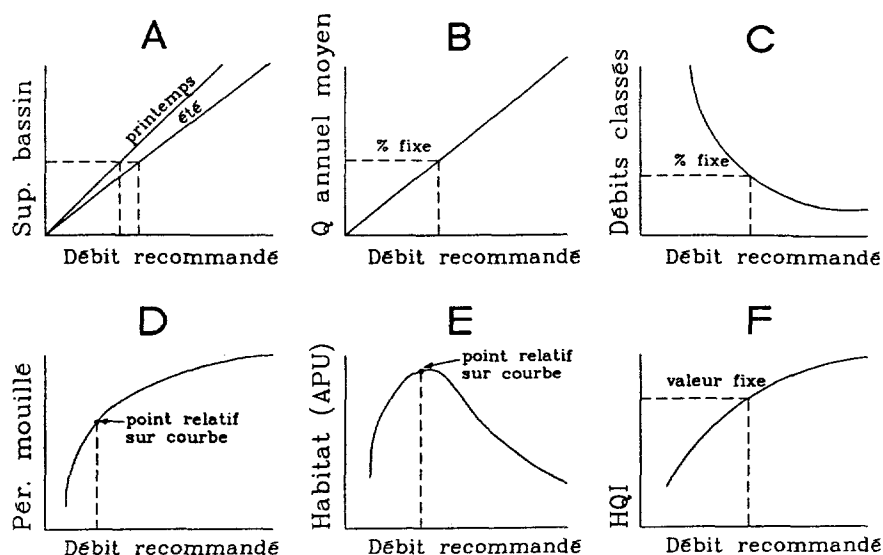 A
Sup. bassin
printemps
été
Débit recommandé
B
Q annuel moyen
% fixe
Débit recommandé
C
Débits classés
% fixe
Débit recommandé
D
Pér. mouillé
point relatif
sur courbe
Débit recommandé
E
Habitat (APU)
point relatif
sur courbe
Débit recommandé
F
HQI
valeur fixe
Débit recommandé